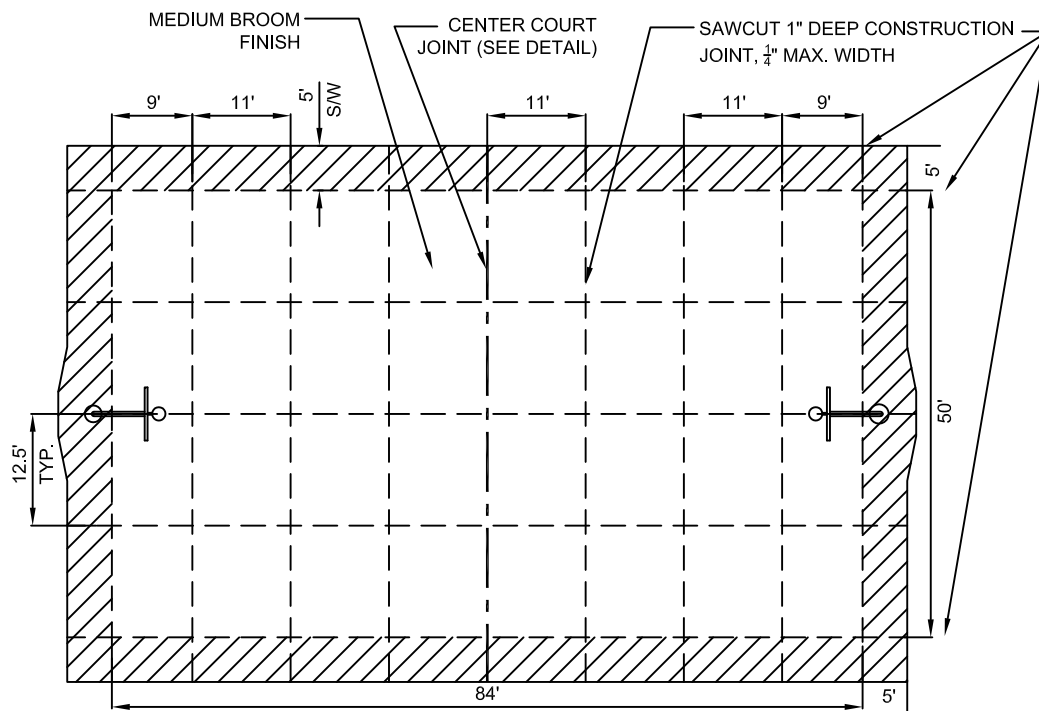 MEDIUM BROOM
FINISH
CENTER COURT
JOINT (SEE DETAIL)
SAWCUT 1" DEEP CONSTRUCTION
JOINT, 1/4" MAX. WIDTH
9'
11'
5'
S/W
11'
11'
9'
5'
12.5'
TYP.
50'
84'
5'